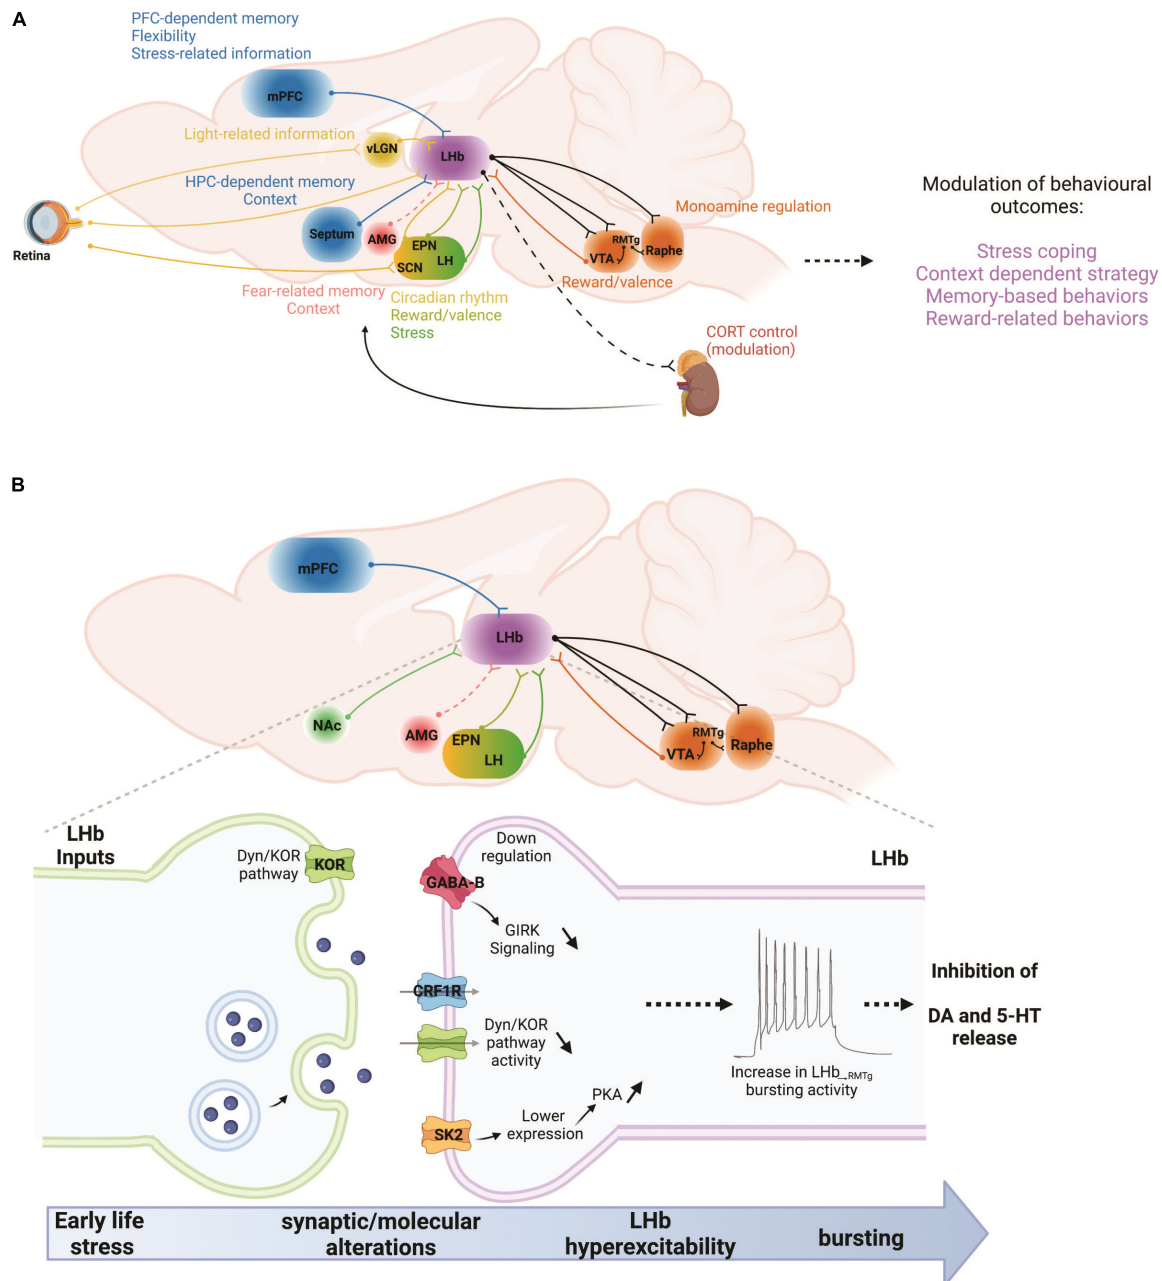 A
PFC-dependent memory
Flexibility
Stress-related information
mPFC
Light-related information
vLGN
LHb
HPC-dependent memory
Context
Retina
Septum
AMG
EPN
LH
SCN
Fear-related memory
Context
Circadian rhythm
Reward/valence
Stress
Monoamine regulation
RMTg
VTA
Raphe
Reward/valence
CORT control
(modulation)
Modulation of behavioural
outcomes:
Stress coping
Context dependent strategy
Memory-based behaviors
Reward-related behaviors
B
mPFC
LHb
NAc
AMG
EPN
LH
RMTg
VTA
Raphe
LHb
Inputs
Dyn/KOR
pathway
KOR
Down
regulation
GABA-B
GIRK
Signaling
CRF1R
Dyn/KOR
pathway
activity
PKA
Lower
expression
SK2
LHb
Increase in LHb→RMTg
bursting activity
Inhibition of
DA and 5-HT
release
Early life
stress
synaptic/molecular
alterations
LHb
hyperexcitability
bursting